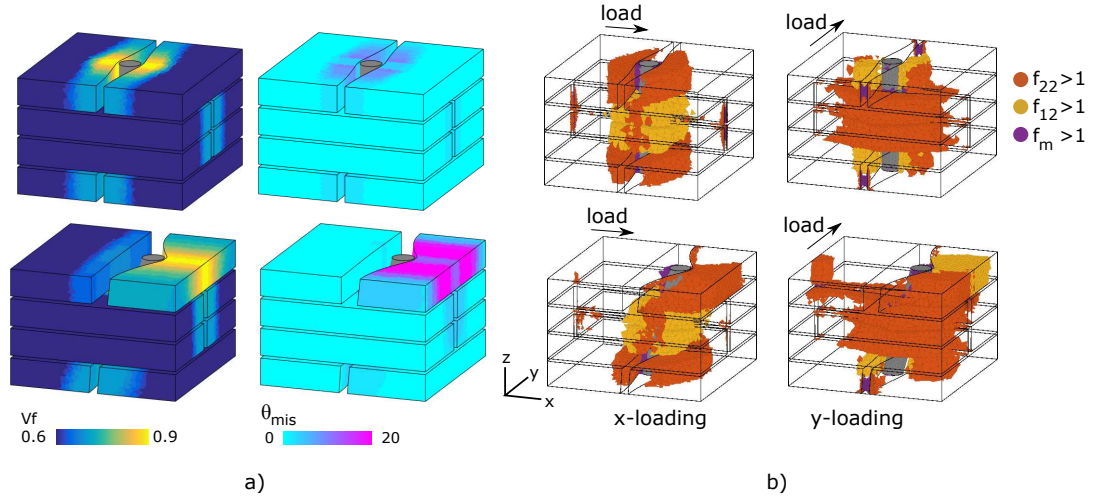 load
load
f22>1
f12>1
fm>1
load
load
z
y
x
Vf
0.6 0.9
θmis
0 20
x-loading
y-loading
a)
b)